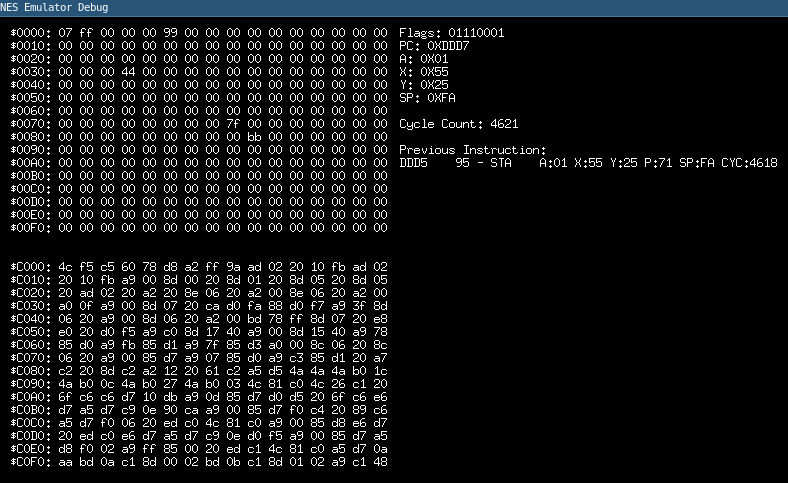 NES Emulator Debug
$0000: 07 ff 00 00 00 99 00 00 00 00 00 00 00 00 00 00 Flags: 01110001
$0010: 00 00 00 00 00 00 00 00 00 00 00 00 00 00 00 00 PC: 0XDDD7
$0020: 00 00 00 00 00 00 00 00 00 00 00 00 00 00 00 00 A: 0X01
$0030: 00 00 00 44 00 00 00 00 00 00 00 00 00 00 00 00 X: 0X55
$0040: 00 00 00 00 00 00 00 00 00 00 00 00 00 00 00 00 Y: 0X25
$0050: 00 00 00 00 00 00 00 00 00 00 00 00 00 00 00 00 SP: 0XFA
$0060: 00 00 00 00 00 00 00 00 00 00 00 00 00 00 00 00
$0070: 00 00 00 00 00 00 00 00 7f 00 00 00 00 00 00 00 Cycle Count: 4621
$0080: 00 00 00 00 00 00 00 00 00 bb 00 00 00 00 00 00
$0090: 00 00 00 00 00 00 00 00 00 00 00 00 00 00 00 00 Previous Instruction:
$00A0: 00 00 00 00 00 00 00 00 00 00 00 00 00 00 00 00 DDD5 95 - STA A:01 X:55 Y:25 P:71 SP:FA CYC:4618
$00B0: 00 00 00 00 00 00 00 00 00 00 00 00 00 00 00 00
$00C0: 00 00 00 00 00 00 00 00 00 00 00 00 00 00 00 00
$00D0: 00 00 00 00 00 00 00 00 00 00 00 00 00 00 00 00
$00E0: 00 00 00 00 00 00 00 00 00 00 00 00 00 00 00 00
$00F0: 00 00 00 00 00 00 00 00 00 00 00 00 00 00 00 00
$C000: 4c f5 c5 60 78 d8 a2 ff 9a ad 02 20 10 fb ad 02
$C010: 20 10 fb a9 00 8d 00 20 8d 01 20 8d 05 20 8d 05
$C020: 20 ad 02 20 a2 20 8e 06 20 a2 00 8e 06 20 a2 00
$C030: a0 0f a9 00 8d 07 20 ca d0 fa 88 d0 f7 a9 3f 8d
$C040: 06 20 a9 00 8d 06 20 a2 00 bd 78 ff 8d 07 20 e8
$C050: e0 20 d0 f5 a9 c0 8d 17 40 a9 00 8d 15 40 a9 78
$C060: 85 d0 a9 fb 85 d1 a9 7f 85 d3 a0 00 8c 06 20 8c
$C070: 06 20 a9 00 85 d7 a9 07 85 d0 a9 c3 85 d1 20 a7
$C080: c2 20 8d c2 a2 12 20 61 c2 a5 d5 4a 4a 4a b0 1c
$C090: 4a b0 0c 4a b0 27 4a b0 03 4c 81 c0 4c 26 c1 20
$C0A0: 6f c6 c6 d7 10 db a9 0d 85 d7 d0 d5 20 6f c6 e6
$C0B0: d7 a5 d7 c9 0e 90 ca a9 00 85 d7 f0 c4 20 89 c6
$C0C0: a5 d7 f0 06 20 ed c0 4c 81 c0 a9 00 85 d8 e6 d7
$C0D0: 20 ed c0 e6 d7 a5 d7 c9 0e d0 f5 a9 00 85 d7 a5
$C0E0: d8 f0 02 a9 ff 85 00 20 ed c1 4c 81 c0 a5 d7 0a
$C0F0: aa bd 0a c1 8d 00 02 bd 0b c1 8d 01 02 a9 c1 48